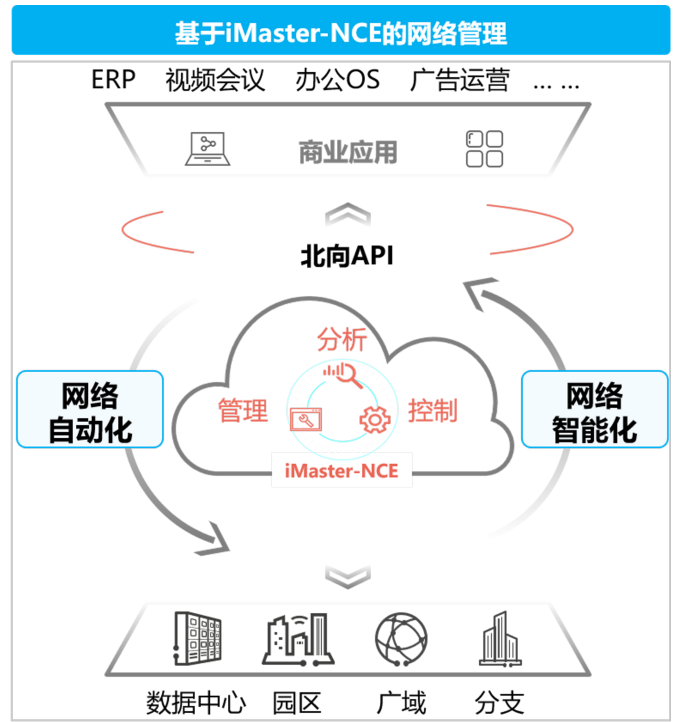 基于iMaster-NCE的网络管理
ERP 视频会议 办公OS 广告运营 ... ...
商业应用
北向API
分析
管理 控制
iMaster-NCE
网络
自动化
网络
智能化
数据中心 园区 广域 分支